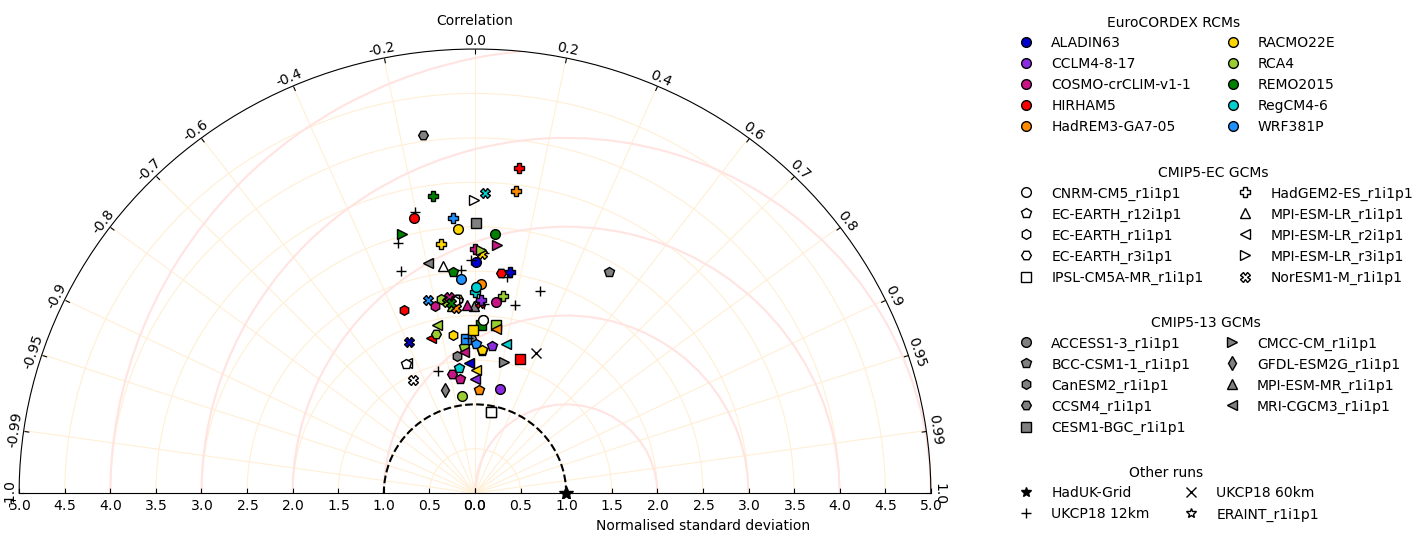 Correlation
0.0
-0.2
0.2
-0.4
0.4
-0.6
0.6
-0.7
0.7
-0.8
0.8
-0.9
0.9
-0.95
0.95
-0.99
0.99
-1.0
1.0
5.0 4.5 4.0 3.5 3.0 2.5 2.0 1.5 1.0 0.5 0.0 0.5 1.0 1.5 2.0 2.5 3.0 3.5 4.0 4.5 5.0
Normalised standard deviation
EuroCORDEX RCMs
ALADIN63 RACMO22E
CCLM4-8-17 RCA4
COSMO-crCLIM-v1-1 REMO2015
HIRHAM5 RegCM4-6
HadREM3-GA7-05 WRF381P
CMIP5-EC GCMs
CNRM-CM5_r1i1p1 HadGEM2-ES_r1i1p1
EC-EARTH_r12i1p1 MPI-ESM-LR_r1i1p1
EC-EARTH_r1i1p1 MPI-ESM-LR_r2i1p1
EC-EARTH_r3i1p1 MPI-ESM-LR_r3i1p1
IPSL-CM5A-MR_r1i1p1 NorESM1-M_r1i1p1
CMIP5-13 GCMs
ACCESS1-3_r1i1p1 CMCC-CM_r1i1p1
BCC-CSM1-1_r1i1p1 GFDL-ESM2G_r1i1p1
CanESM2_r1i1p1 MPI-ESM-MR_r1i1p1
CCSM4_r1i1p1 MRI-CGCM3_r1i1p1
CESM1-BGC_r1i1p1
Other runs
HadUK-Grid UKCP18 60km
UKCP18 12km ERAINT_r1i1p1